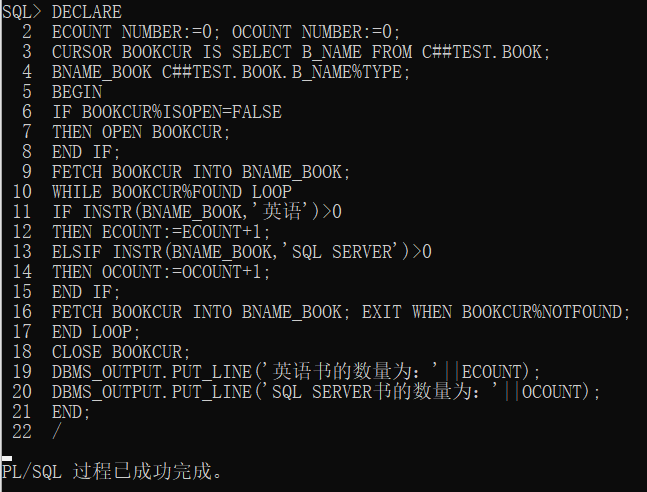 SQL> DECLARE
2 ECOUNT NUMBER:=0; OCOUNT NUMBER:=0;
3 CURSOR BOOKCUR IS SELECT B_NAME FROM C##TEST.BOOK;
4 BNAME_BOOK C##TEST.BOOK.B_NAME%TYPE;
5 BEGIN
6 IF BOOKCUR%ISOPEN=FALSE
7 THEN OPEN BOOKCUR;
8 END IF;
9 FETCH BOOKCUR INTO BNAME_BOOK;
10 WHILE BOOKCUR%FOUND LOOP
11 IF INSTR(BNAME_BOOK,'英语')>0
12 THEN ECOUNT:=ECOUNT+1;
13 ELSIF INSTR(BNAME_BOOK,'SQL SERVER')>0
14 THEN OCOUNT:=OCOUNT+1;
15 END IF;
16 FETCH BOOKCUR INTO BNAME_BOOK; EXIT WHEN BOOKCUR%NOTFOUND;
17 END LOOP;
18 CLOSE BOOKCUR;
19 DBMS_OUTPUT.PUT_LINE('英语书的数量为：'||ECOUNT);
20 DBMS_OUTPUT.PUT_LINE('SQL SERVER书的数量为：'||OCOUNT);
21 END;
22 /
PL/SQL 过程已成功完成。